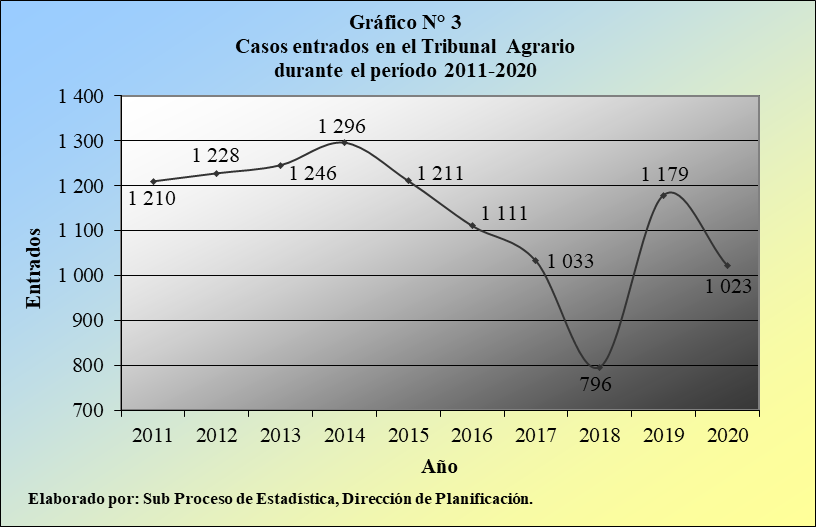 Gráfico N° 3
Casos entrados en el Tribunal Agrario
durante el período 2011-2020
1 400
1 300
1 200
1 100
1 000
900
800
700
Entrados
1 210
1 228
1 246
1 296
1 211
1 111
1 033
796
1 179
1 023
2011 2012 2013 2014 2015 2016 2017 2018 2019 2020
Año
Elaborado por: Sub Proceso de Estadística, Dirección de Planificación.